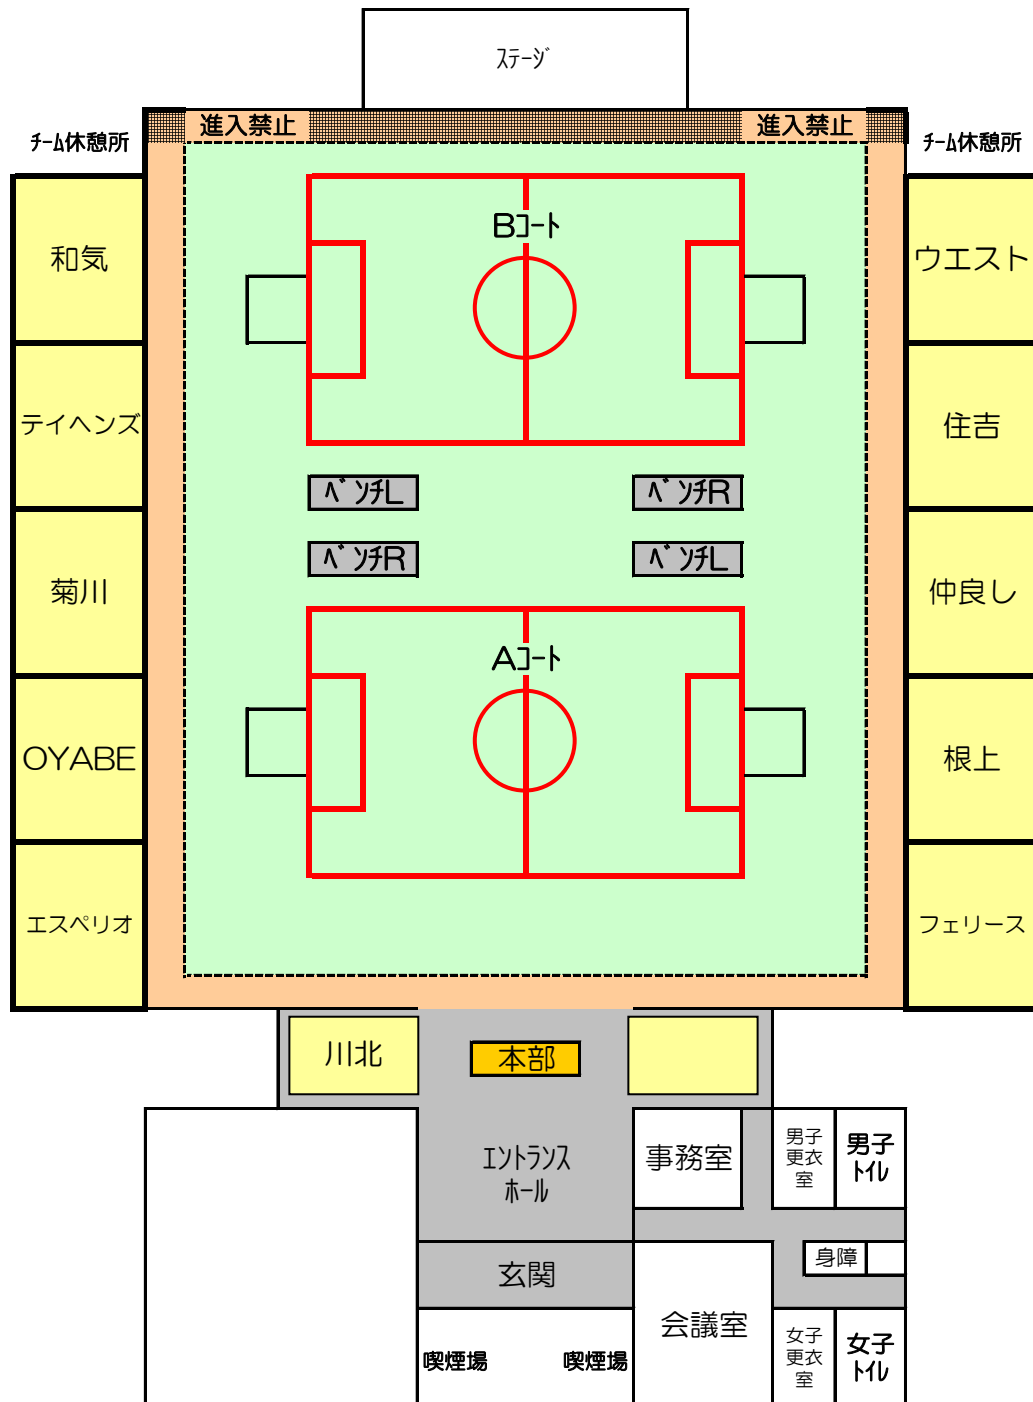 ｽﾃｰｼﾞ
進入禁止 進入禁止
ﾁｰﾑ休憩所 ﾁｰﾑ休憩所
和気 Bｺｰﾄ ウエスト
テイヘンズ 住吉
ﾍﾞﾝﾁL ﾍﾞﾝﾁR
ﾍﾞﾝﾁR ﾍﾞﾝﾁL
菊川 仲良し
Aｺｰﾄ
OYABE 根上
エスペリオ フェリース
川北 本部
ｴﾝﾄﾗﾝｽ
ﾎｰﾙ
事務室
男子
更衣
室
男子
ﾄｲﾚ
身障
玄関
会議室
女子
更衣
室
女子
ﾄｲﾚ
喫煙場 喫煙場